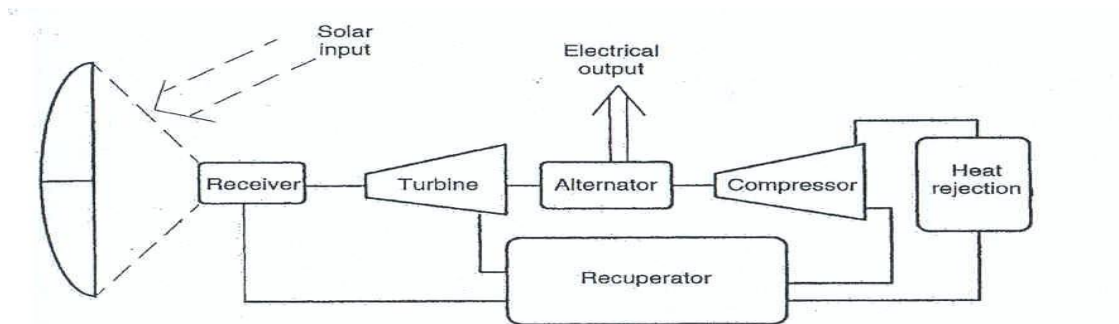 Solar
input
Electrical
output
Receiver
Turbine
Alternator
Compressor
Heat
rejection
Recuperator